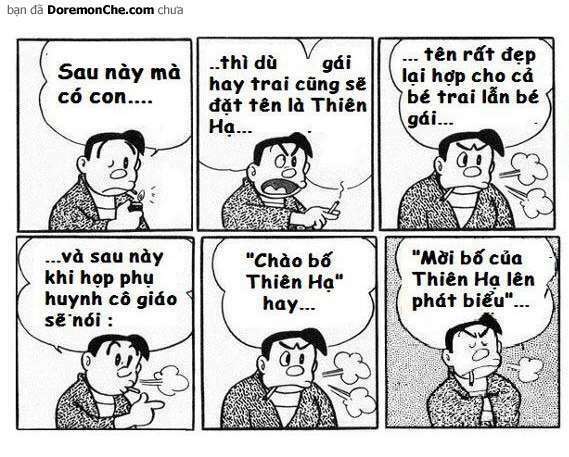 bạn đã DoremonChe.com chưa
Sau này mà
có con....
..thì dù gái
hay trai cũng sẽ
đặt tên là Thiên
Hạ...
... tên rất đẹp
lại hợp cho cả
bé trai lẫn bé
gái...
...và sau này
khi họp phụ
huynh cô giáo
sẽ nói :
"Chào bố
Thiên Hạ"
hay...
"Mời bố của
Thiên Hạ lên
phát biểu"...